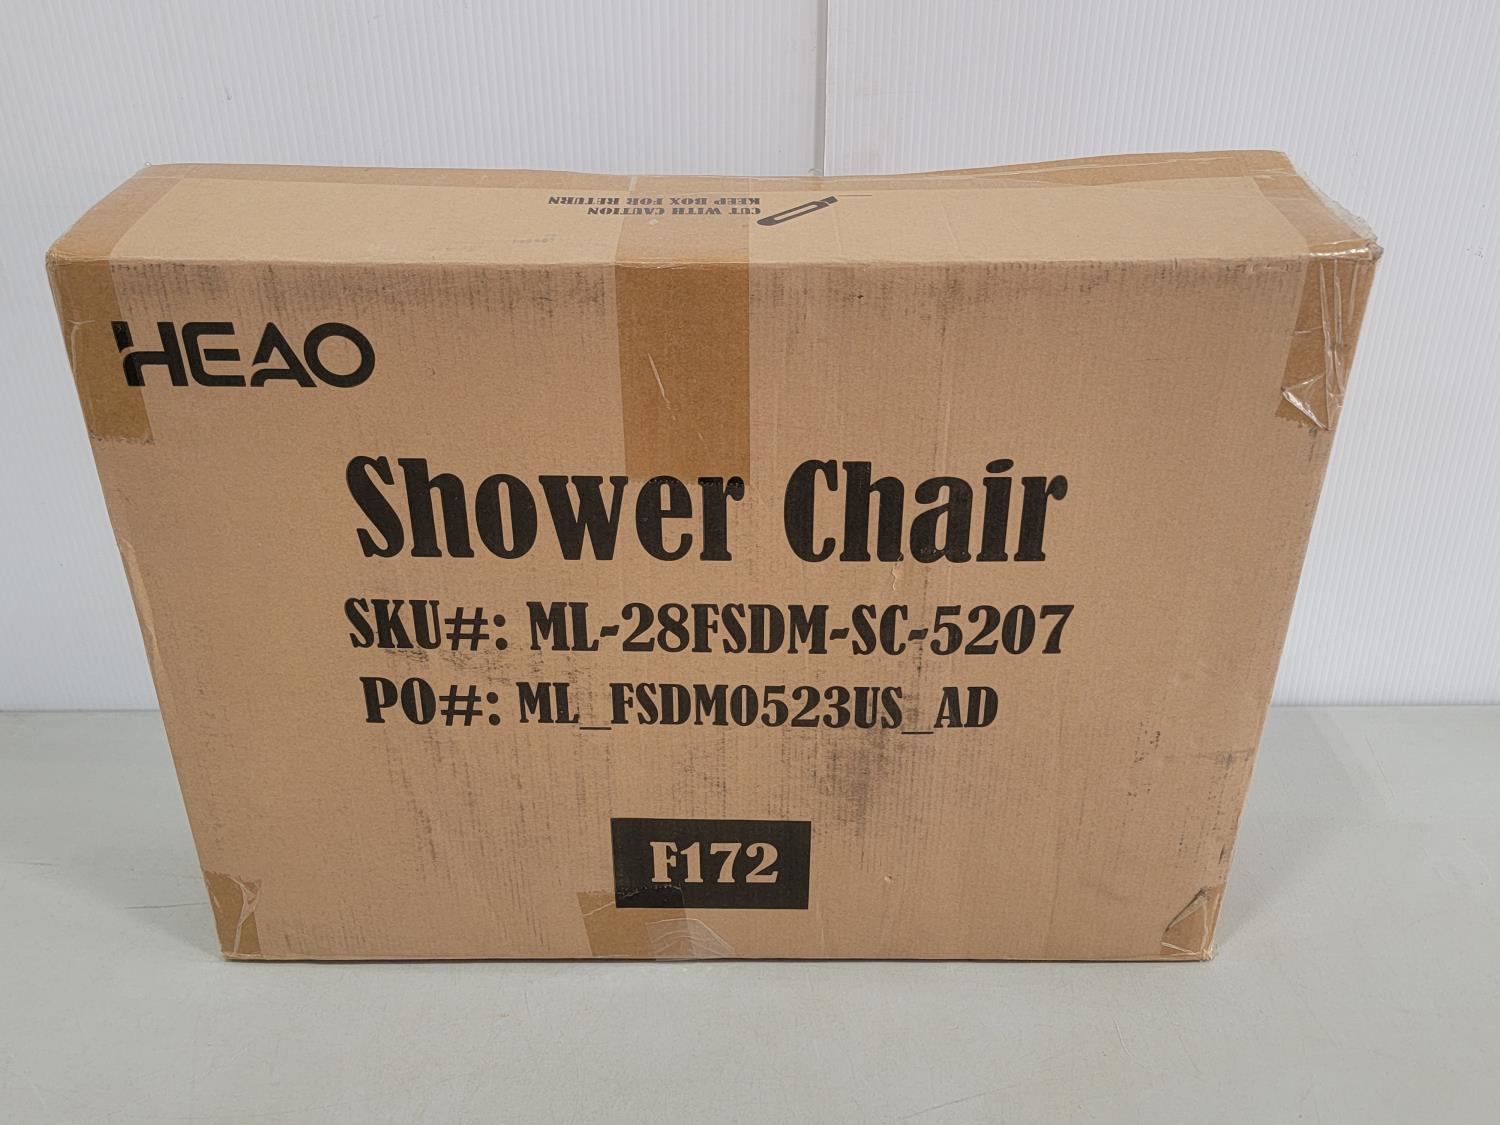 CUT WITH CAUTION
KEEP BOX FOR RETURN
HEAO
Shower Chair
SKU#: ML-28FSDM-SC-5207
PO#: ML_FSDM0523US_AD
F172